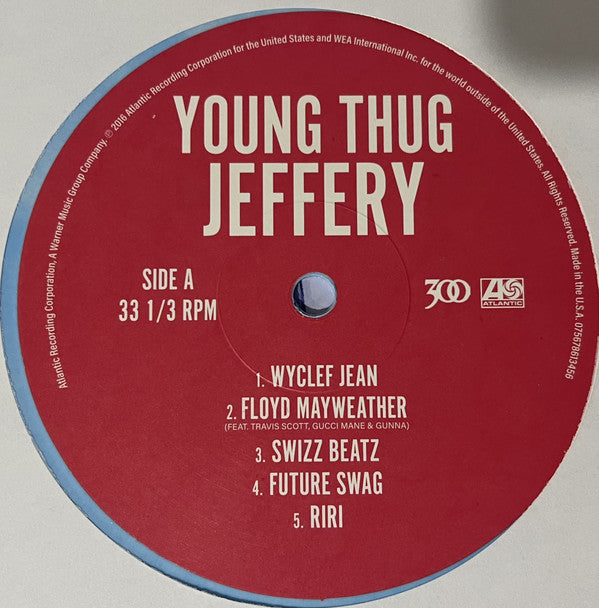 Atlantic Recording Corporation, A Warner Music Group Company. ℗ 2016 Atlantic Recording Corporation for the United States and WEA International Inc. for the world outside of the United States. All Rights Reserved. Made in the U.S.A. 075678613456
YOUNG THUG
JEFFERY
SIDE A
33 1/3 RPM
300
ATLANTIC
1. WYCLEF JEAN
2. FLOYD MAYWEATHER
(FEAT. TRAVIS SCOTT, GUCCI MANE & GUNNA)
3. SWIZZ BEATZ
4. FUTURE SWAG
5. RIRI